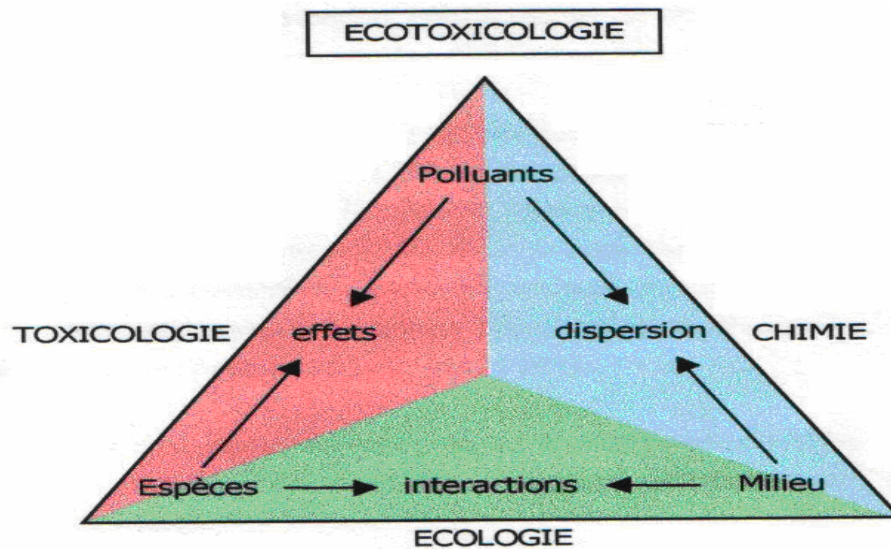 ECOTOXICOLOGIE
Polluants
TOXICOLOGIE effets dispersion CHIMIE
Espèces interactions Milieu
ECOLOGIE